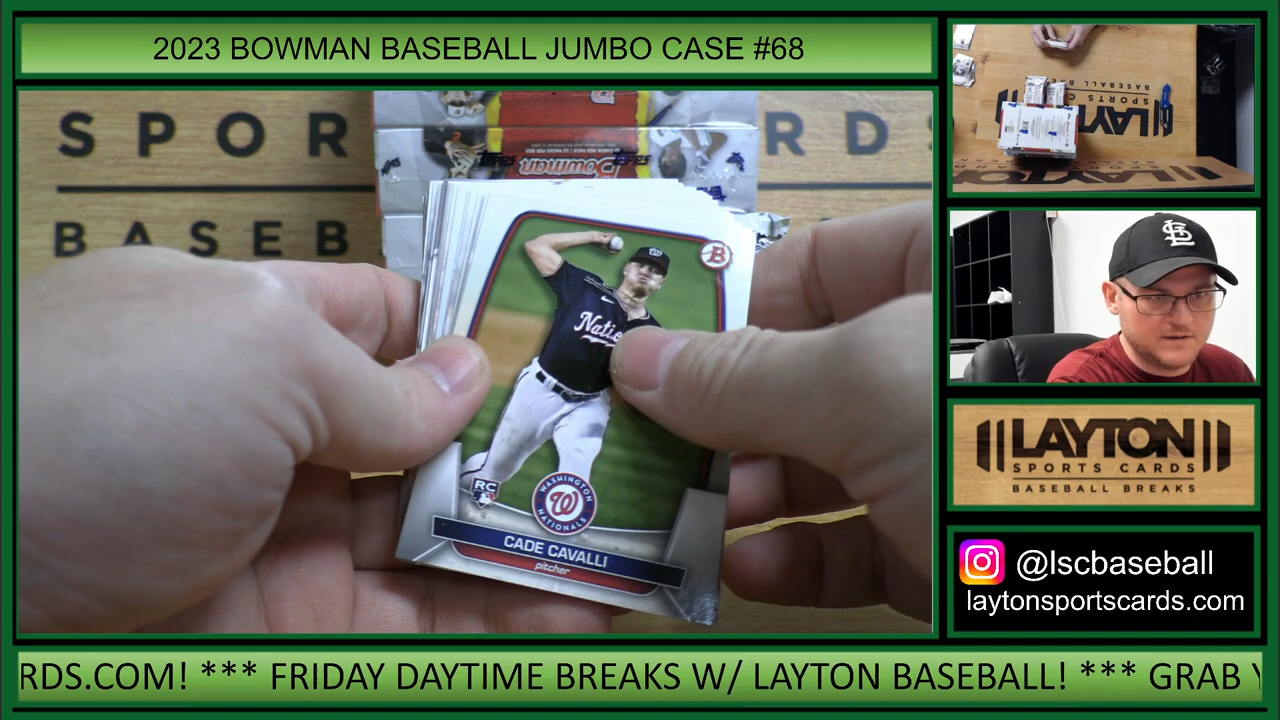 2023 BOWMAN BASEBALL JUMBO CASE #68
SPOR
RDS
BASEB
Bowman
B
W
Natio
RC
WASHINGTON
W
NATIONALS
CADE CAVALLI
pitcher
LAYTON
SPORTS CARDS
BASEBALL BREAKS
@lscbaseball
laytonsportscards.com
RDS.COM! *** FRIDAY DAYTIME BREAKS W/ LAYTON BASEBALL! *** GRAB